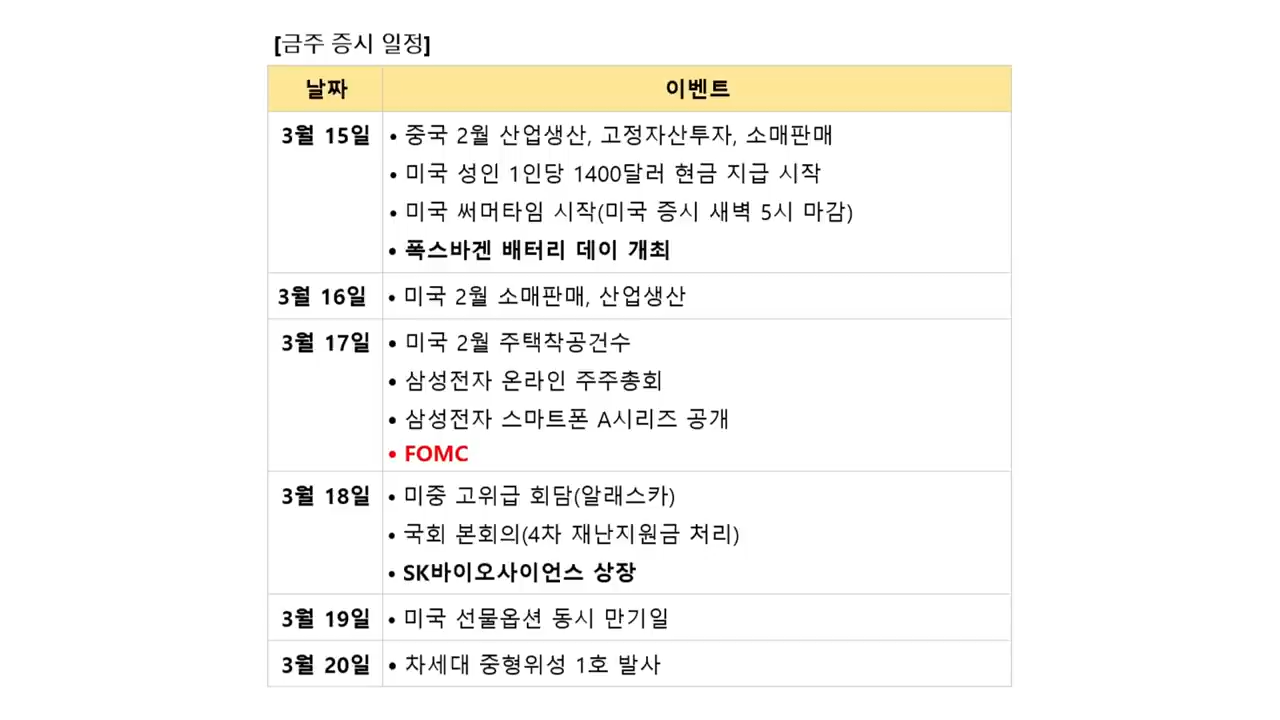 [금주 증시 일정]
날짜 이벤트
3월 15일 • 중국 2월 산업생산, 고정자산투자, 소매판매
• 미국 성인 1인당 1400달러 현금 지급 시작
• 미국 써머타임 시작(미국 증시 새벽 5시 마감)
• 폭스바겐 배터리 데이 개최
3월 16일 • 미국 2월 소매판매, 산업생산
3월 17일 • 미국 2월 주택착공건수
• 삼성전자 온라인 주주총회
• 삼성전자 스마트폰 A시리즈 공개
• FOMC
3월 18일 • 미중 고위급 회담(알래스카)
• 국회 본회의(4차 재난지원금 처리)
• SK바이오사이언스 상장
3월 19일 • 미국 선물옵션 동시 만기일
3월 20일 • 차세대 중형위성 1호 발사